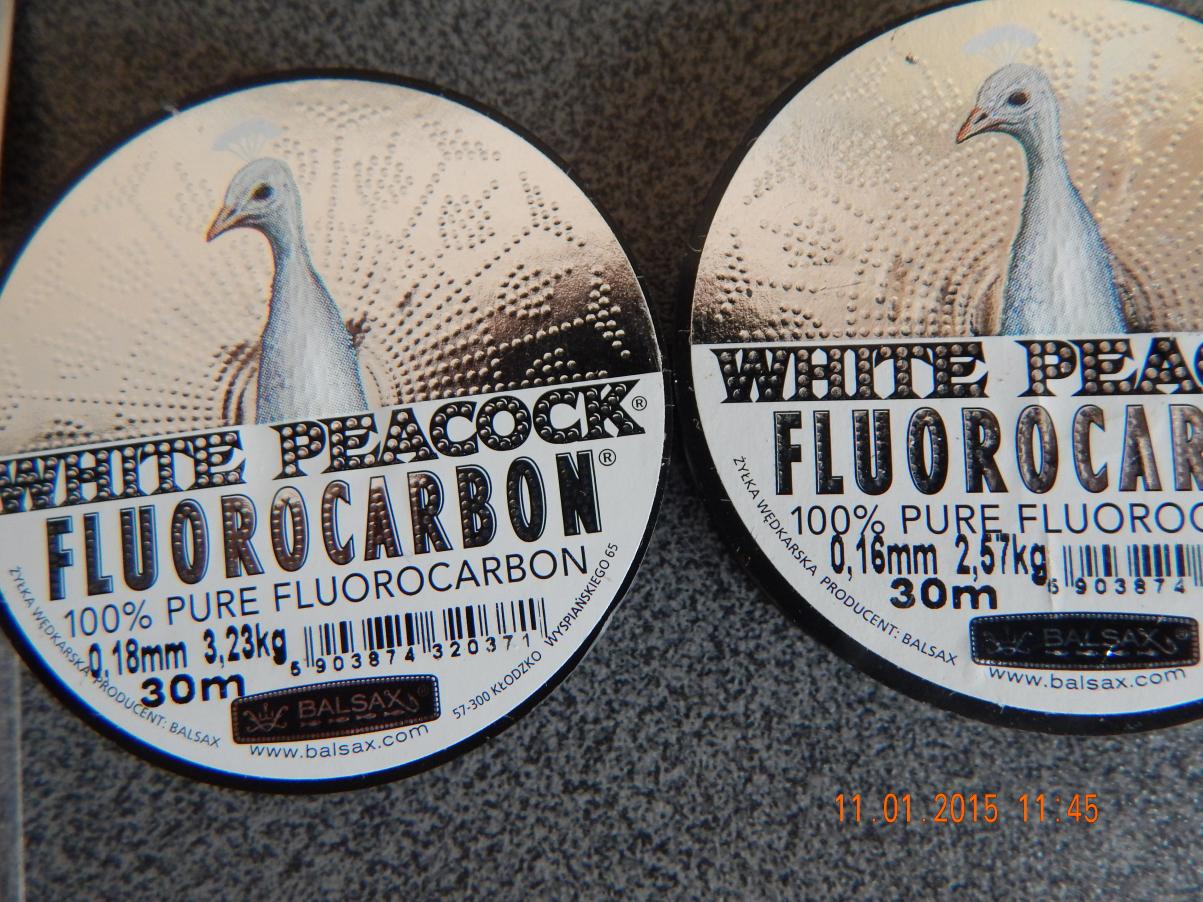 WHITE PEACOCK®
FLUOROCARBON®
100% PURE FLUOROCARBON
0,18mm 3,23kg
30m
5 903874 320371
ŻYŁKA WĘDKARSKA PRODUCENT: BALSAX
BALSAX
www.balsax.com
57-300 KŁODZKO WYSPIAŃSKIEGO 65
WHITE PEAC
FLUOROCAR
100% PURE FLUOROC
0,16mm 2,57kg
30m
5 903874
ŻYŁKA WĘDKARSKA PRODUCENT: BALSAX
BALSAX
www.balsax.com
11.01.2015 11:45